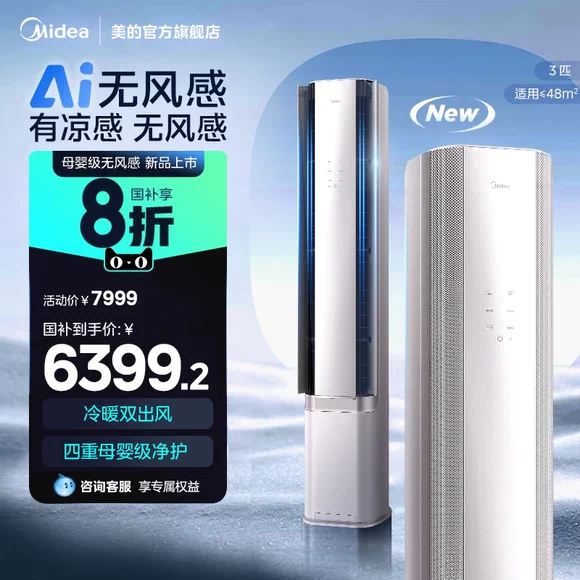 Midea 美的官方旗舰店
Ai无风感
有凉感 无风感
母婴级无风感 新品上市
国补享
8折
活动价￥7999
国补到手价:￥
6399.2
冷暖双出风
四重母婴级净护
咨询客服 享专属权益
3匹
适用≤48m²
New
Midea
Midea